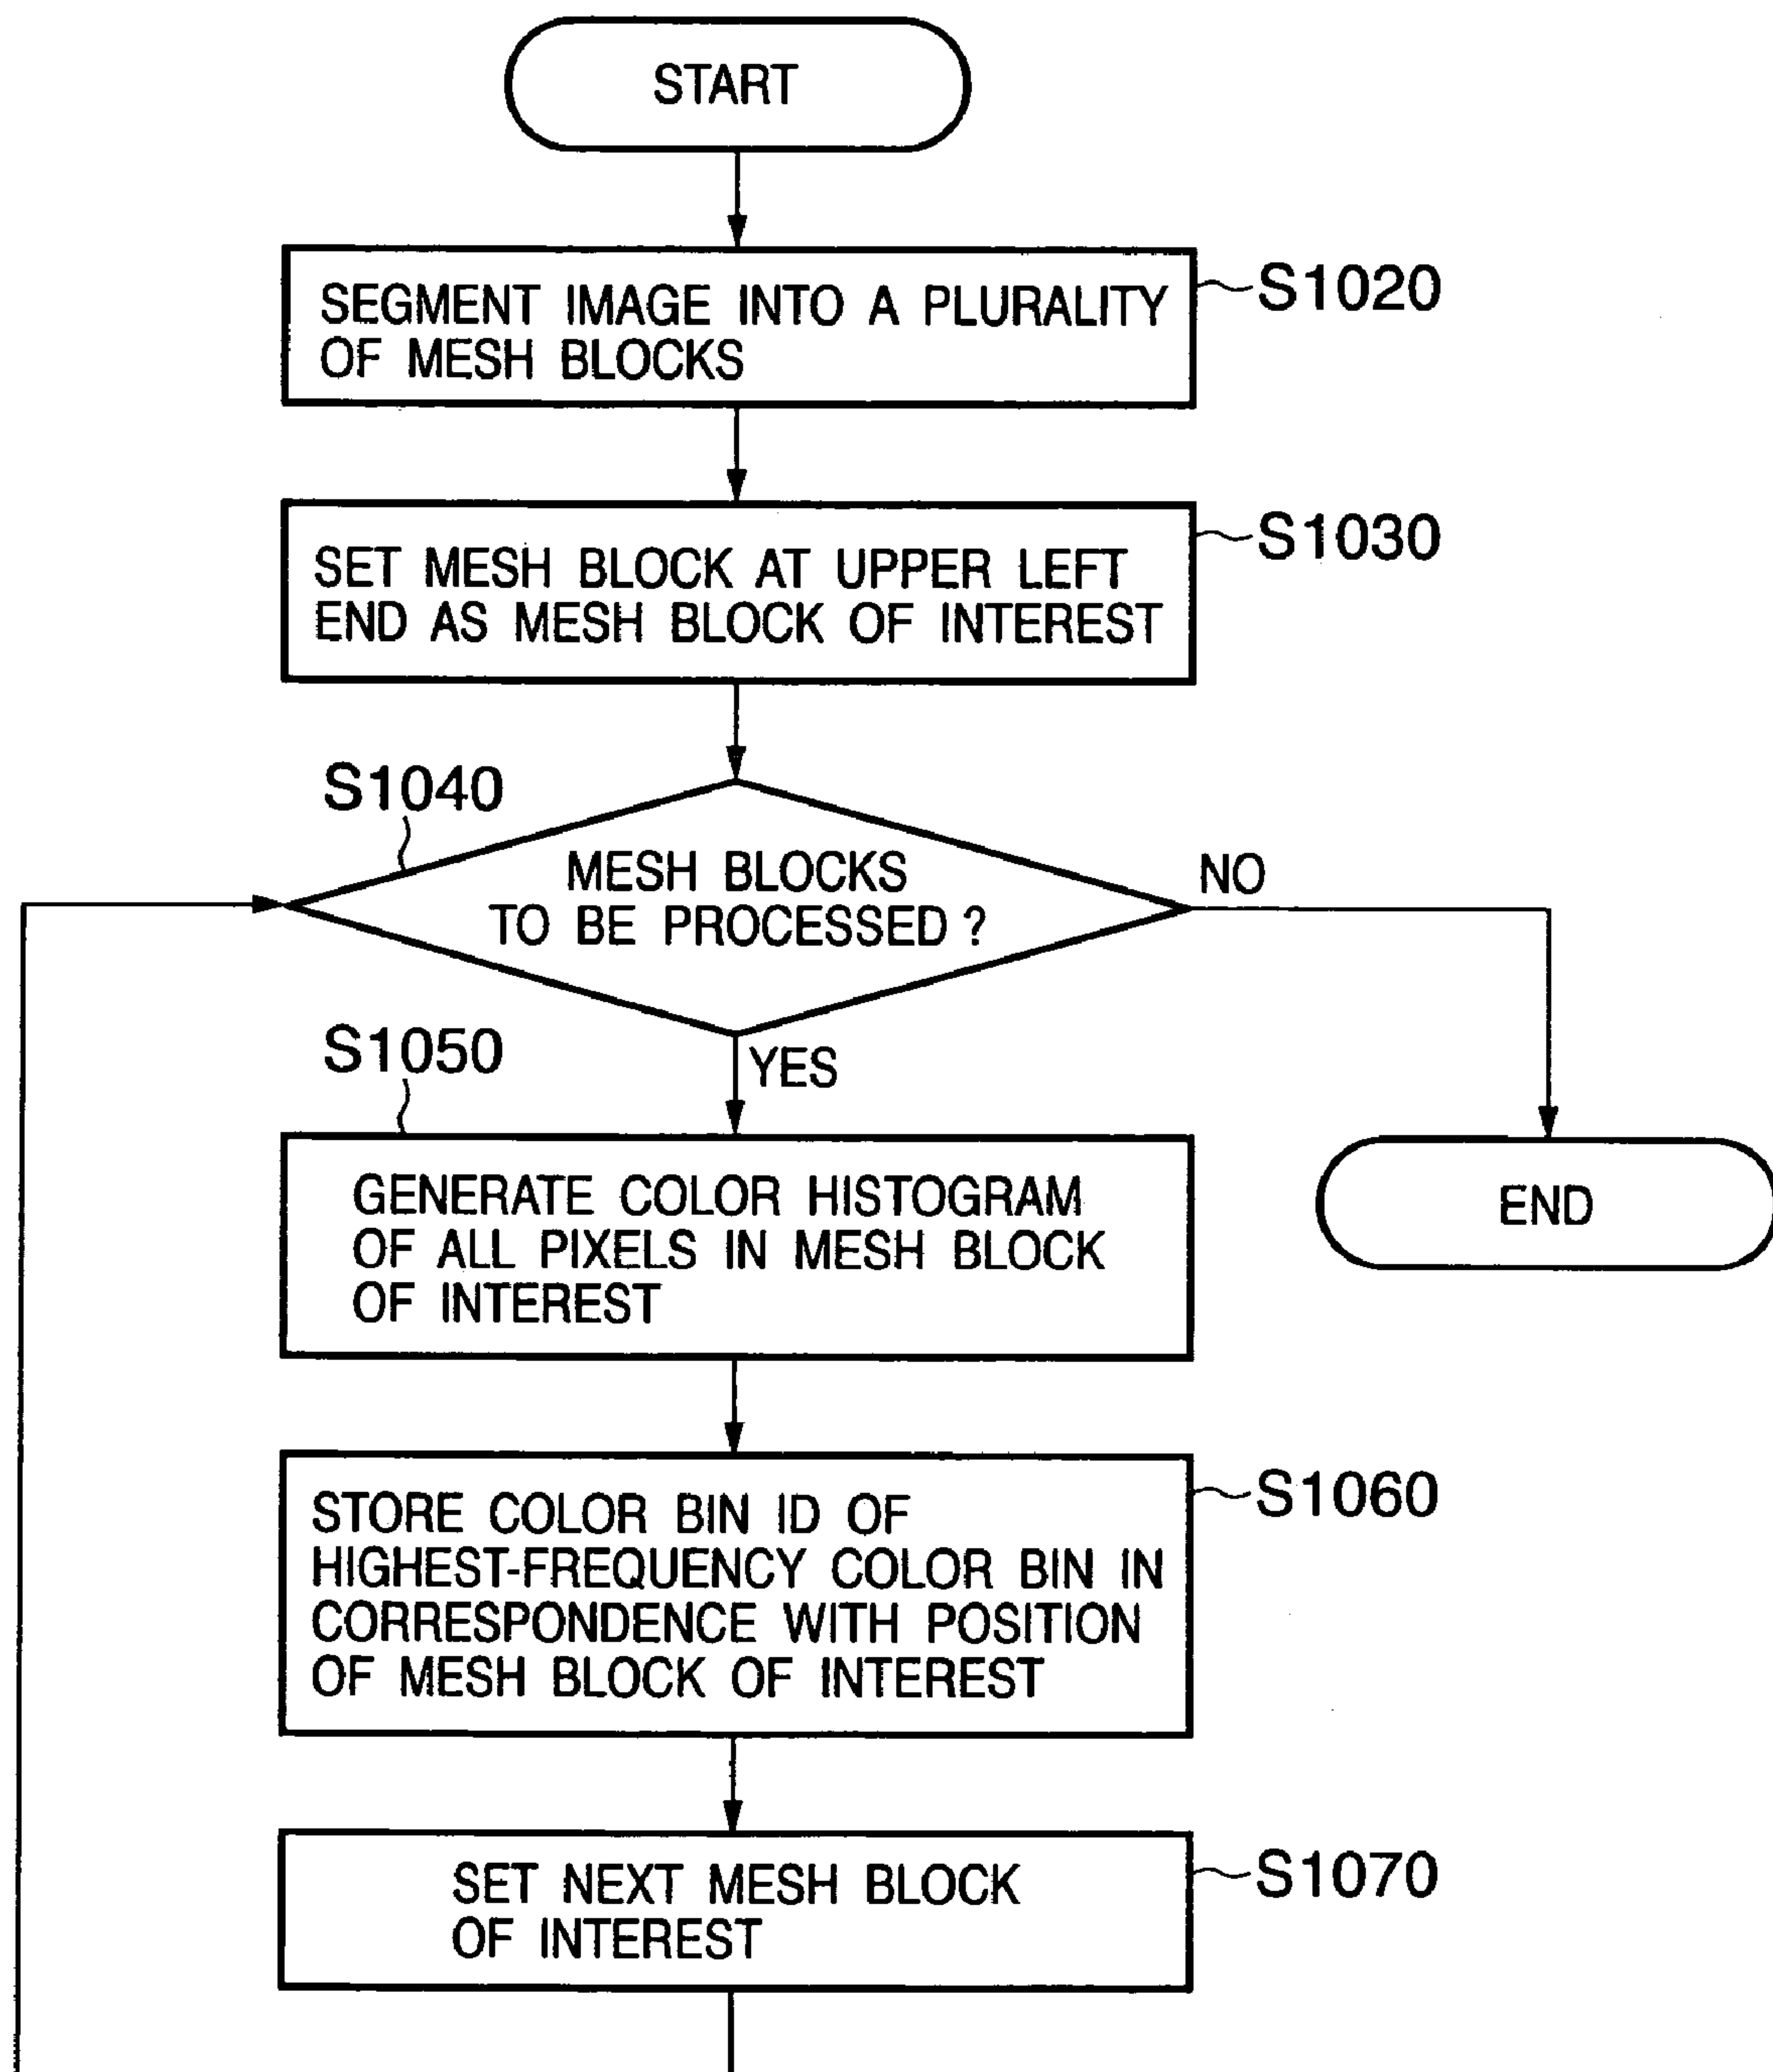 START
SEGMENT IMAGE INTO A PLURALITY
OF MESH BLOCKS
S1020
SET MESH BLOCK AT UPPER LEFT
END AS MESH BLOCK OF INTEREST
S1030
S1040
MESH BLOCKS
TO BE PROCESSED ?
NO
YES
S1050
GENERATE COLOR HISTOGRAM
OF ALL PIXELS IN MESH BLOCK
OF INTEREST
END
STORE COLOR BIN ID OF
HIGHEST-FREQUENCY COLOR BIN IN
CORRESPONDENCE WITH POSITION
OF MESH BLOCK OF INTEREST
S1060
SET NEXT MESH BLOCK
OF INTEREST
S1070